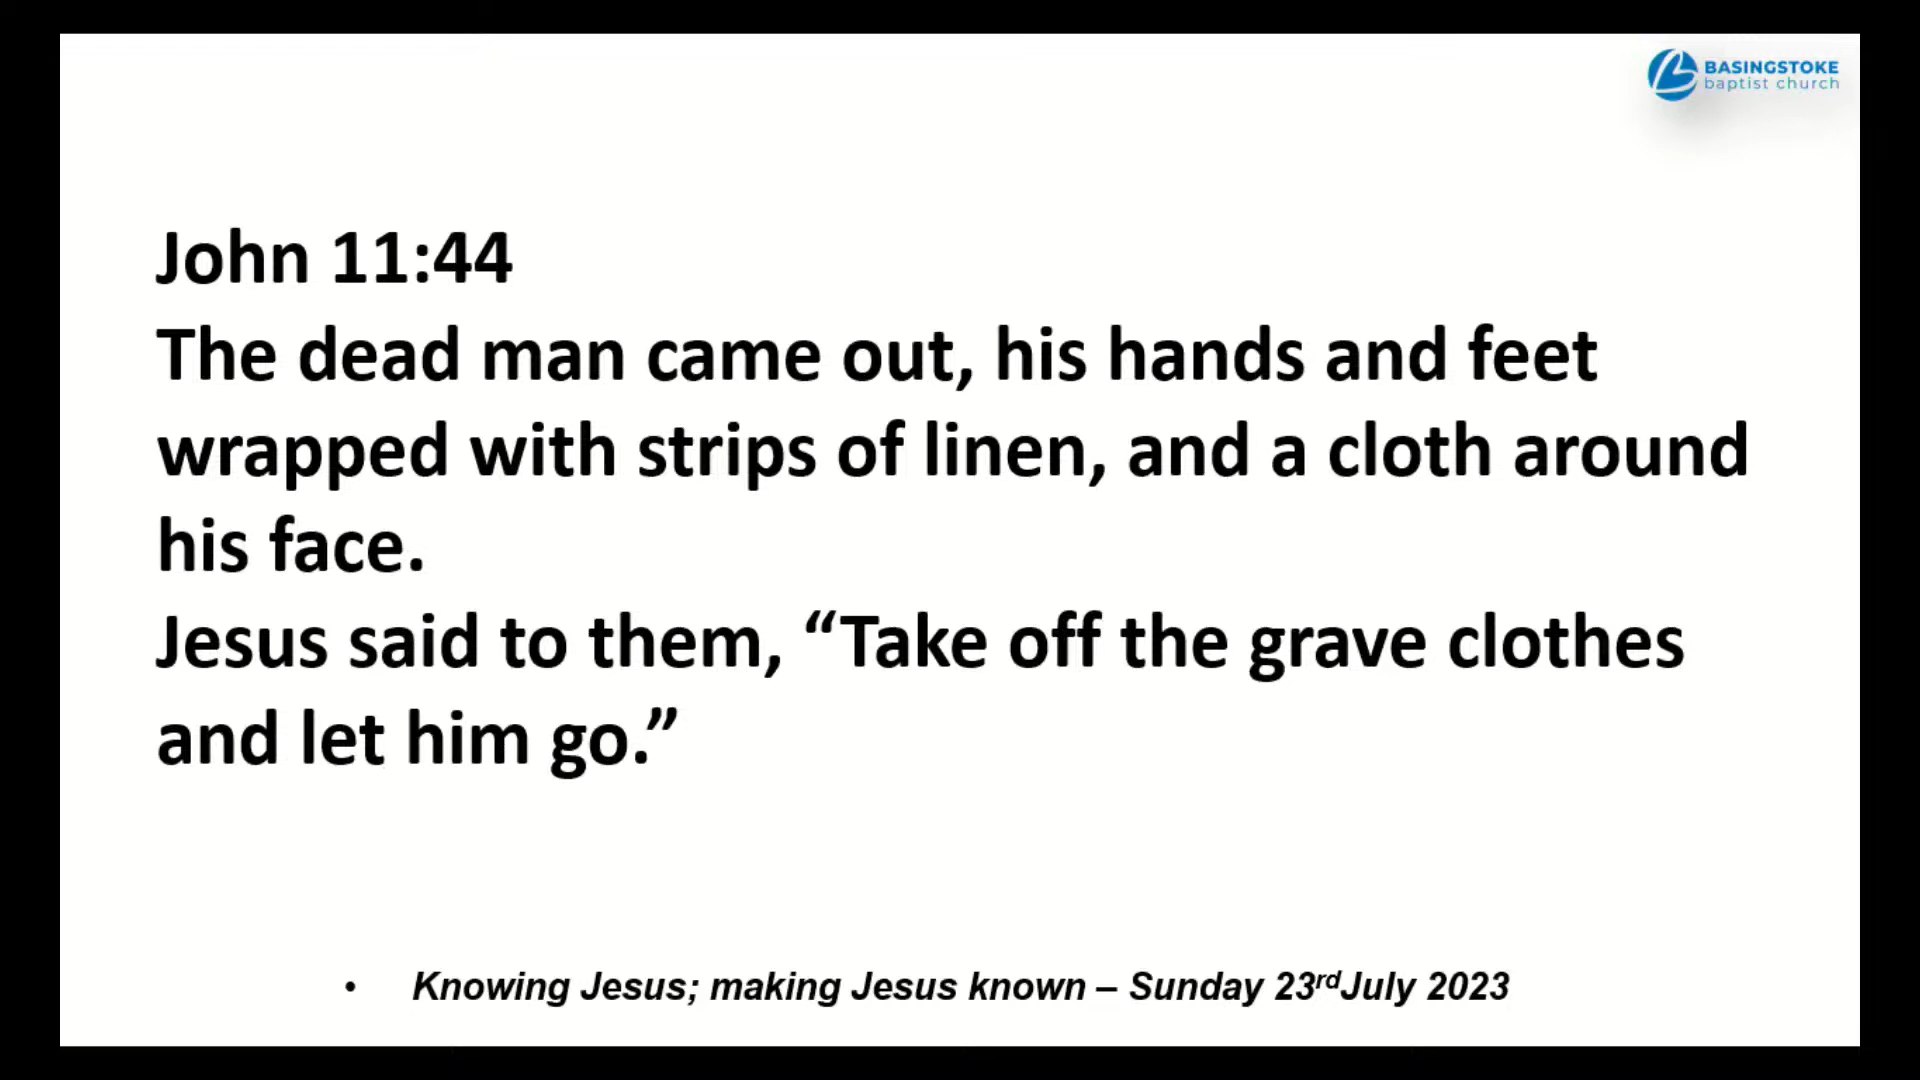 BASINGSTOKE
baptist church
John 11:44
The dead man came out, his hands and feet
wrapped with strips of linen, and a cloth around
his face.
Jesus said to them, “Take off the grave clothes
and let him go.”
• Knowing Jesus; making Jesus known – Sunday 23rdJuly 2023